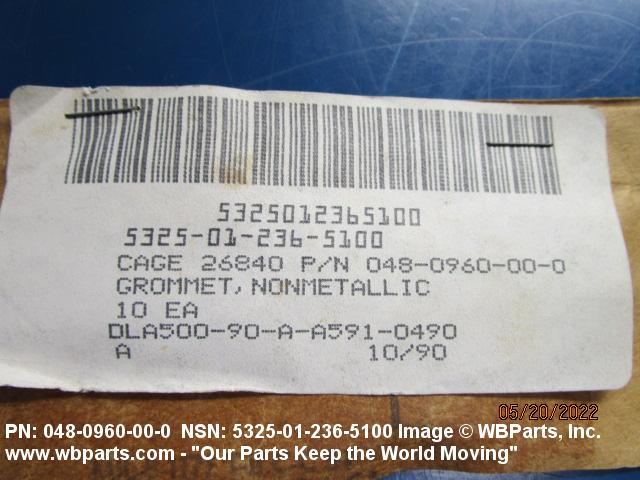 5325012365100
5325-01-236-5100
CAGE 26840 P/N 048-0960-00-0
GROMMET, NONMETALLIC
10 EA
DLA500-90-A-A591-0490
A 10/90
05/20/2022
PN: 048-0960-00-0 NSN: 5325-01-236-5100 Image © WBParts, Inc.
www.wbparts.com - "Our Parts Keep the World Moving"